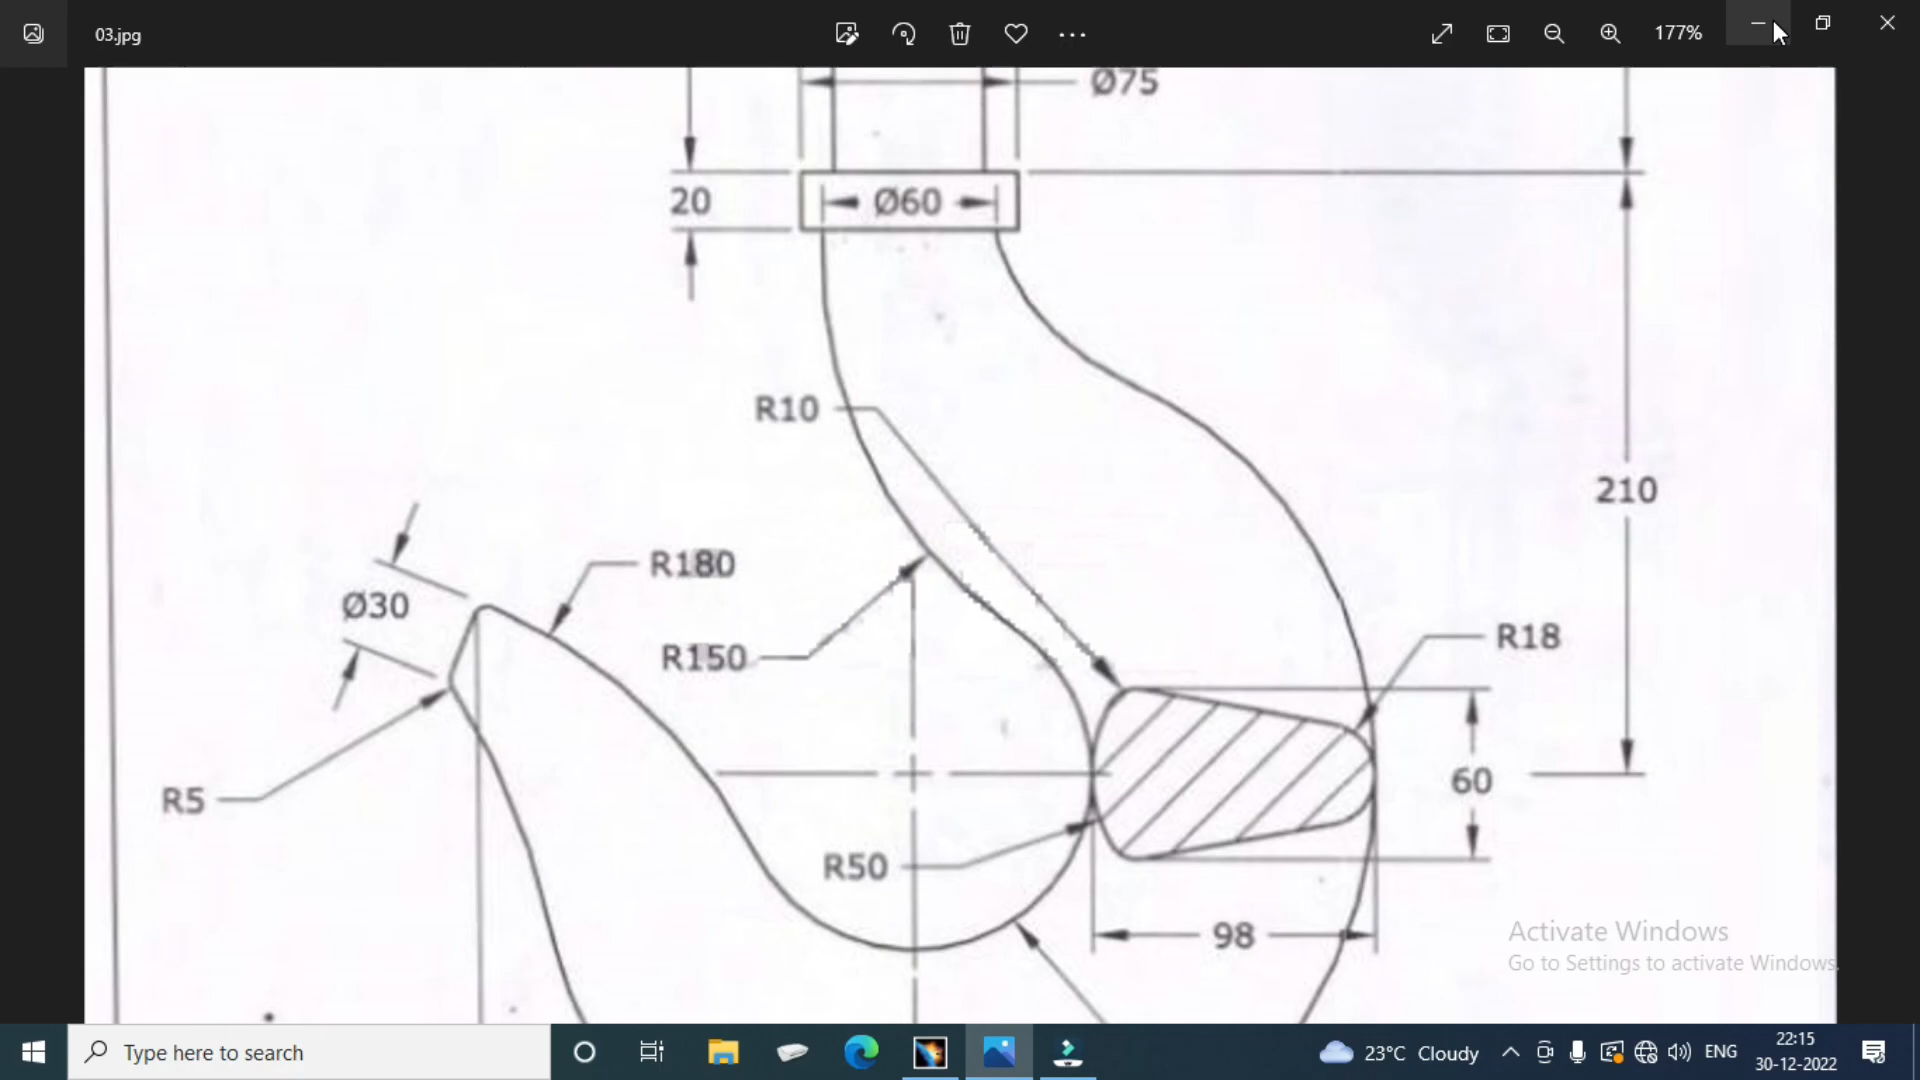 03.jpg
177%
Ø75
20
Ø60
R10
210
R180
Ø30
R150
R18
R5
60
R50
98
Activate Windows
Go to Settings to activate Windows.
Type here to search
23°C Cloudy
ENG
22:15
30-12-2022